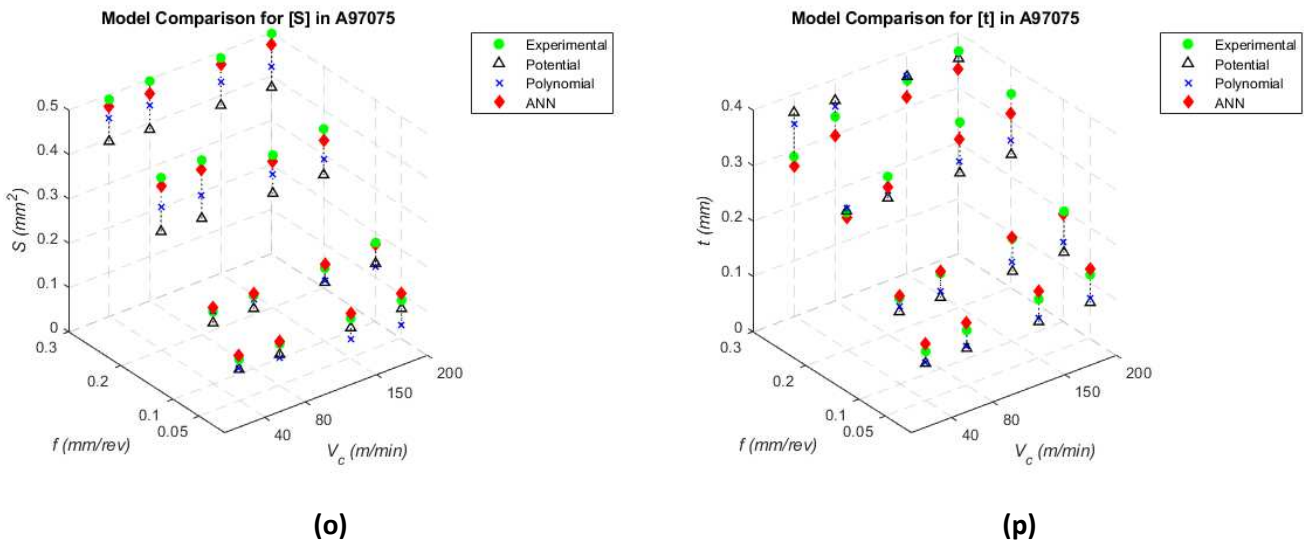 Model Comparison for [S] in A97075
Experimental
Potential
Polynomial
ANN
0.5
0.4
0.3
0.2
0.1
0
S (mm²)
0.3
0.2
0.1
0.05
f (mm/rev)
200
150
80
40
V_c (m/min)
(o)
Model Comparison for [t] in A97075
Experimental
Potential
Polynomial
ANN
0.4
0.3
0.2
0.1
0
t (mm)
0.3
0.2
0.1
0.05
f (mm/rev)
200
150
80
40
V_c (m/min)
(p)